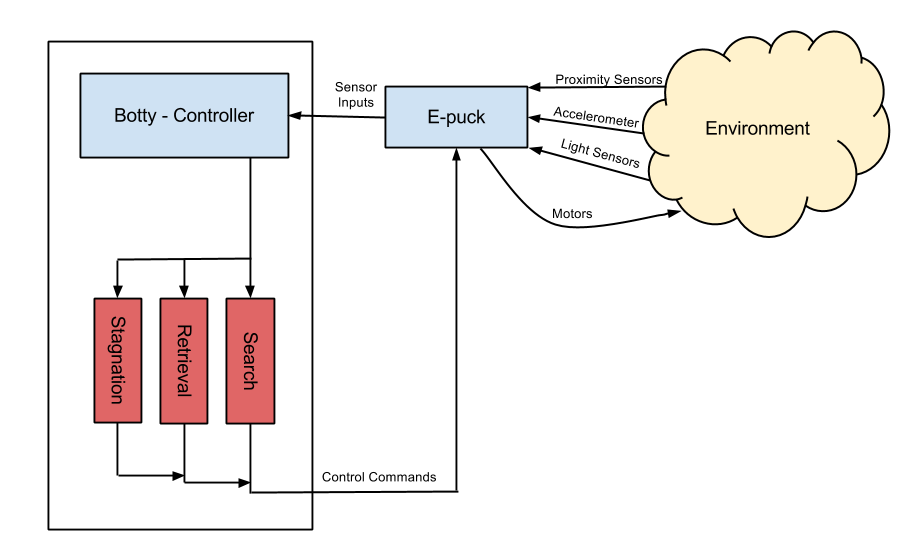 Botty - Controller
Sensor
Inputs
E-puck
Proximity Sensors
Accelerometer
Light Sensors
Motors
Environment
Stagnation
Retrieval
Search
Control Commands